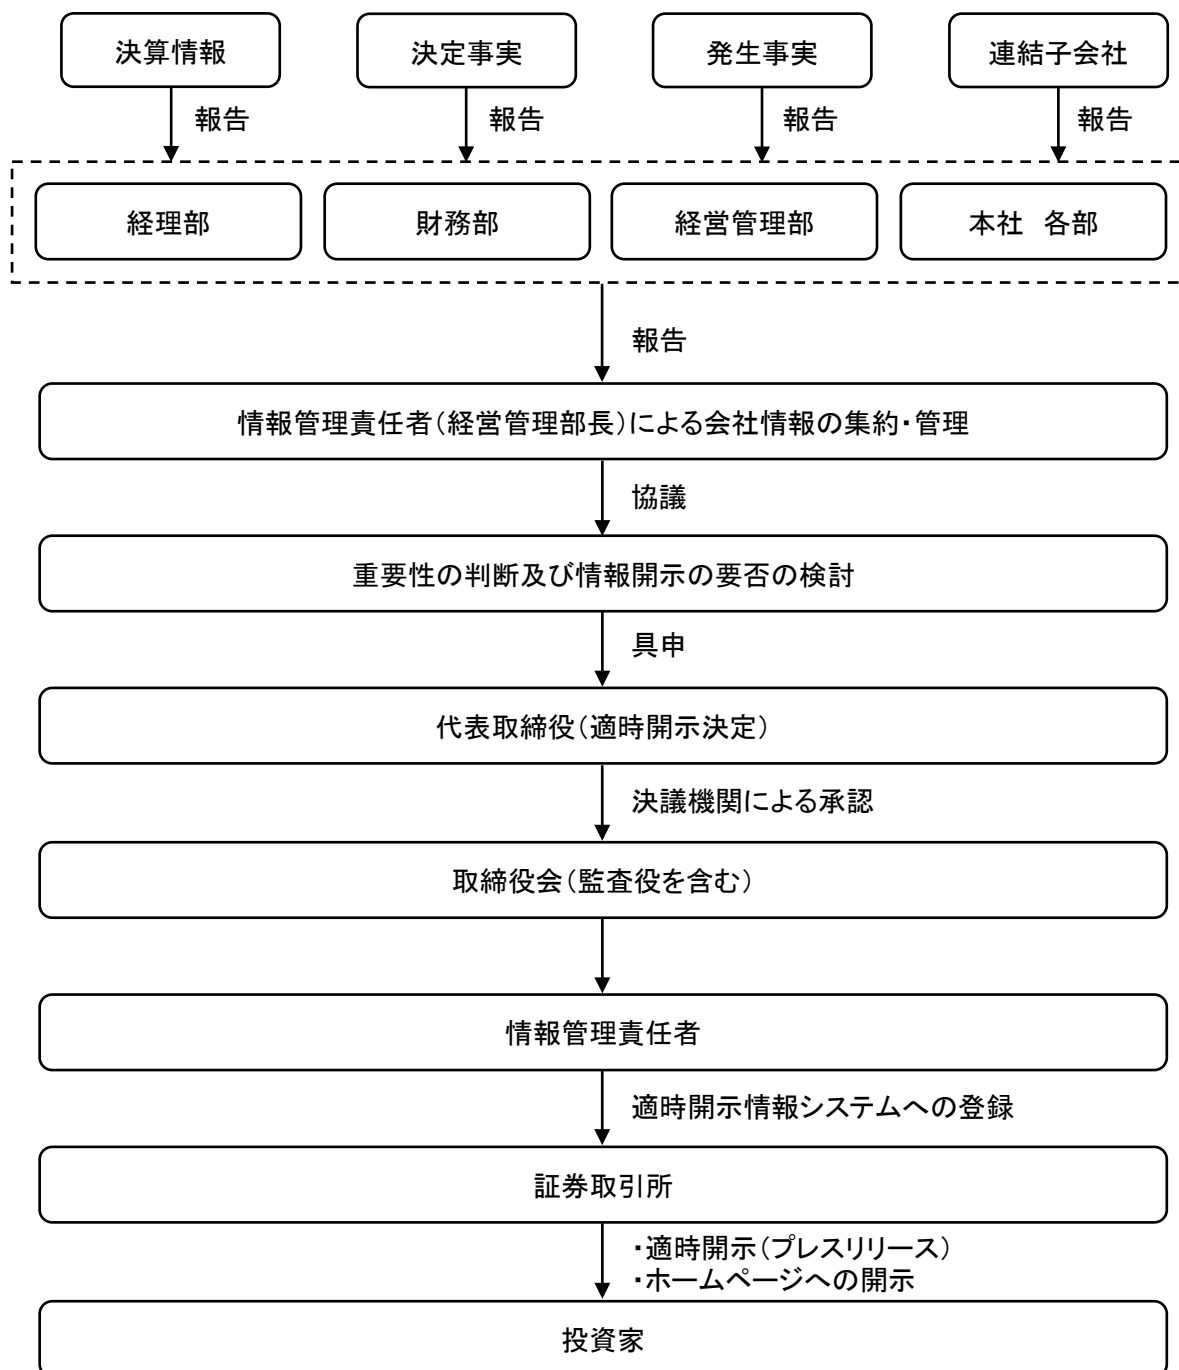 決算情報
決定事実
発生事実
連結子会社
報告
報告
報告
報告
経理部
財務部
経営管理部
本社　各部
報告
情報管理責任者（経営管理部長）による会社情報の集約・管理
協議
重要性の判断及び情報開示の要否の検討
具申
代表取締役（適時開示決定）
決議機関による承認
取締役会（監査役を含む）
情報管理責任者
適時開示情報システムへの登録
証券取引所
・適時開示（プレスリリース）
・ホームページへの開示
投資家